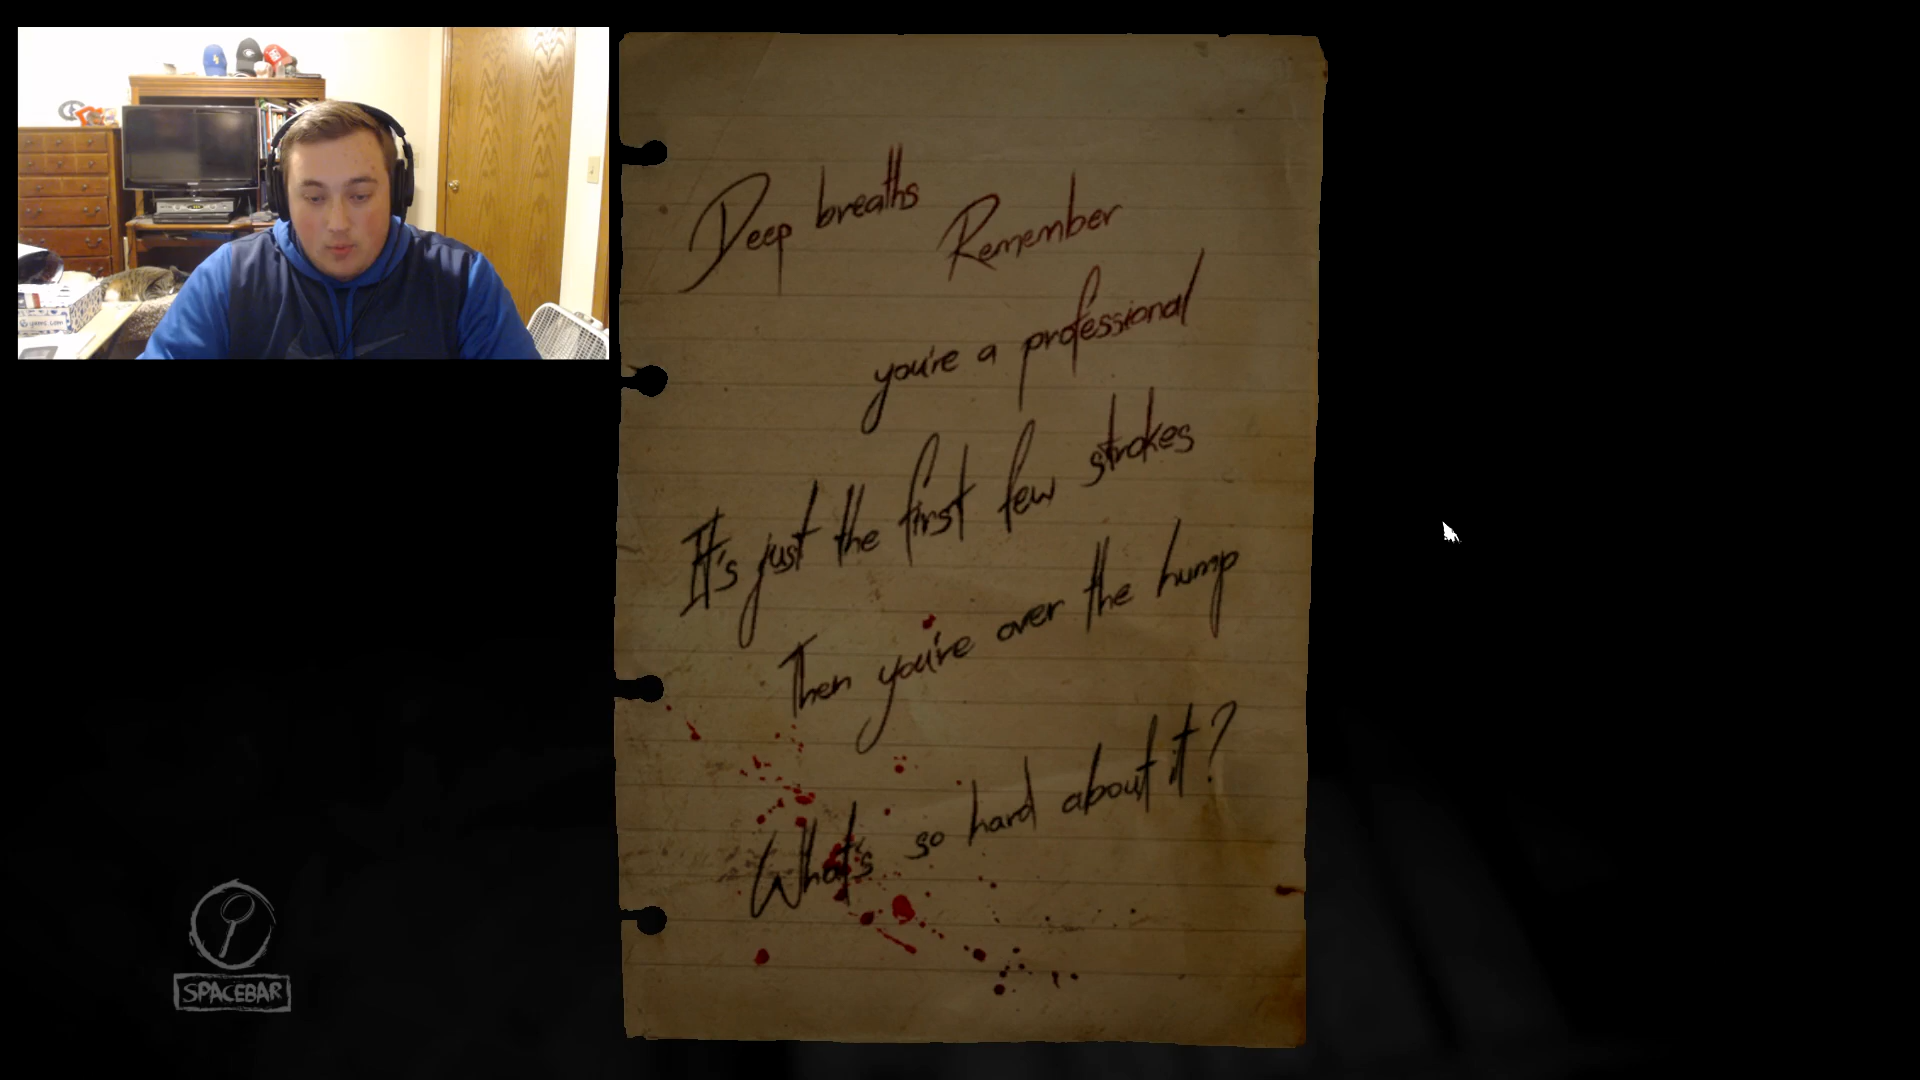 Deep breaths
Remember
you're a professional
It's just the first few strokes
Then you're over the hump
What's so hard about it?
SPACEBAR